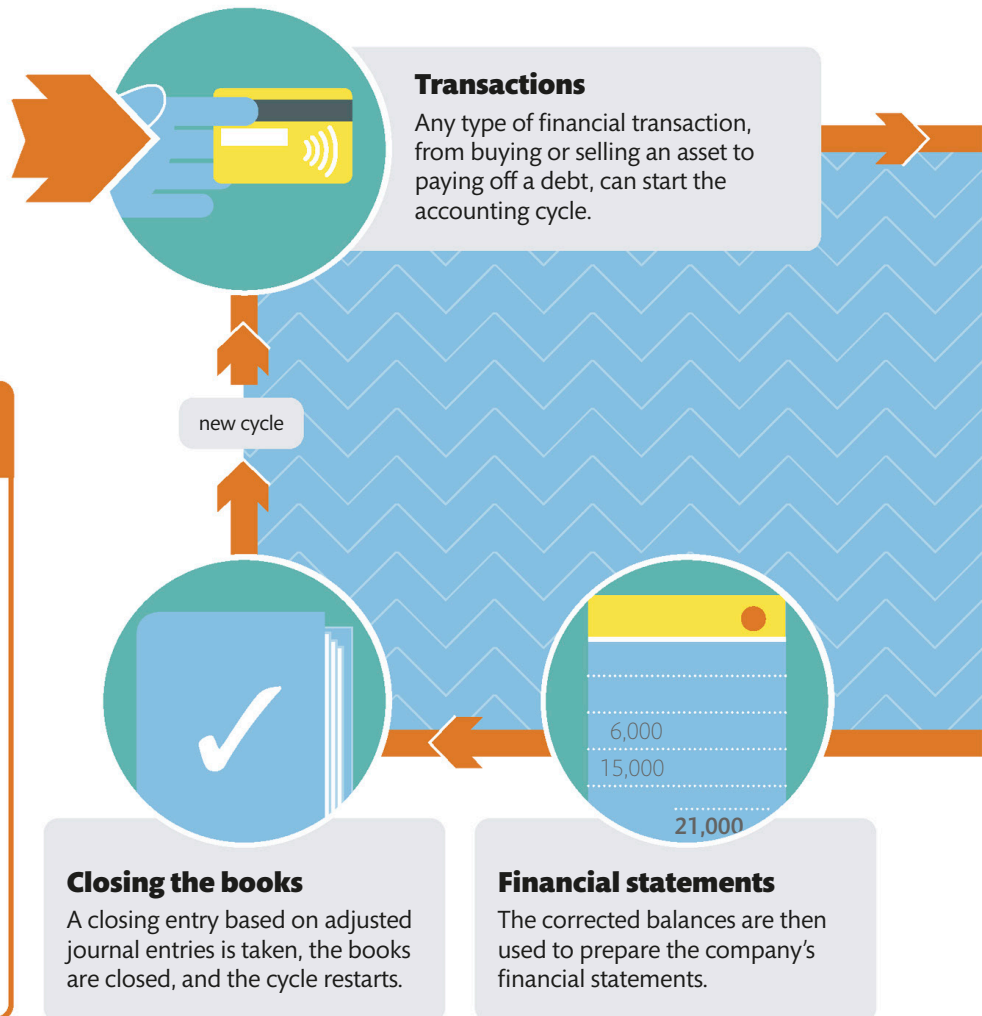 Transactions
Any type of financial transaction,
from buying or selling an asset to
paying off a debt, can start the
accounting cycle.
new cycle
6,000
15,000
21,000
Closing the books
A closing entry based on adjusted
journal entries is taken, the books
are closed, and the cycle restarts.
Financial statements
The corrected balances are then
used to prepare the company’s
financial statements.